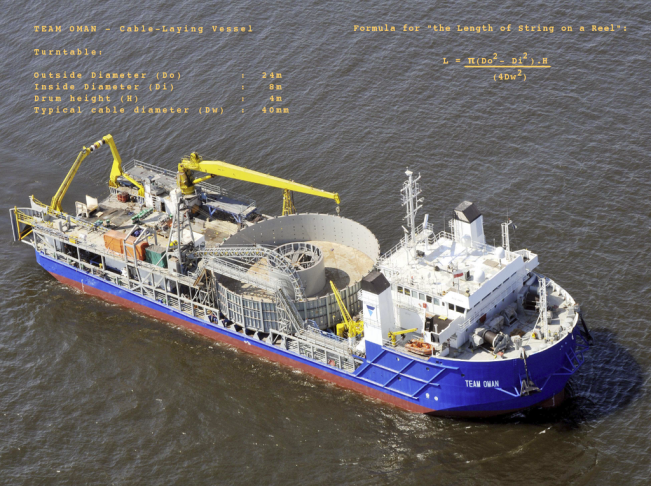 TEAM OMAN - Cable-Laying Vessel
Formula for "the Length of String on a Reel":
Turntable:
L = π(Do²- Di²).H
(4Dw²)
Outside Diameter (Do) : 24m
Inside Diameter (Di) : 8m
Drum height (H) : 4m
Typical cable diameter (Dw) : 40mm
TEAM OMAN